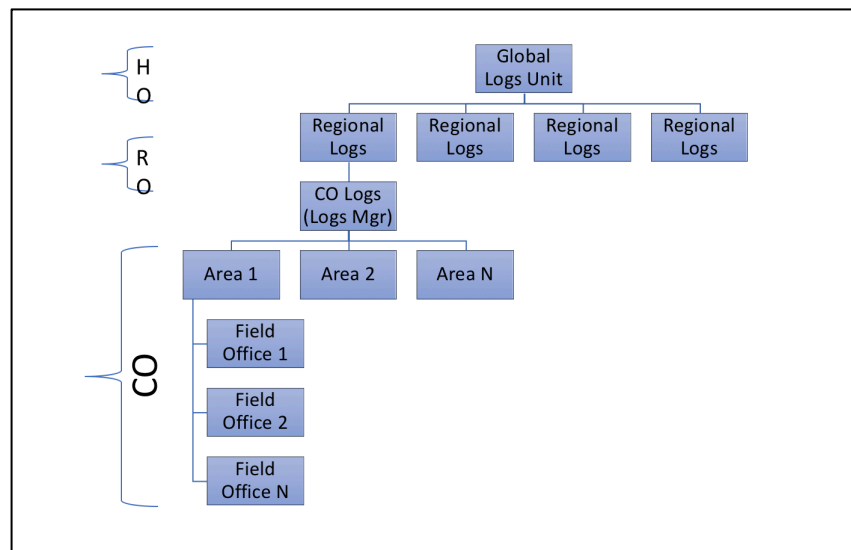 H
O
Global
Logs Unit
R
O
Regional
Logs
Regional
Logs
Regional
Logs
Regional
Logs
CO Logs
(Logs Mgr)
CO
Area 1
Area 2
Area N
Field
Office 1
Field
Office 2
Field
Office N